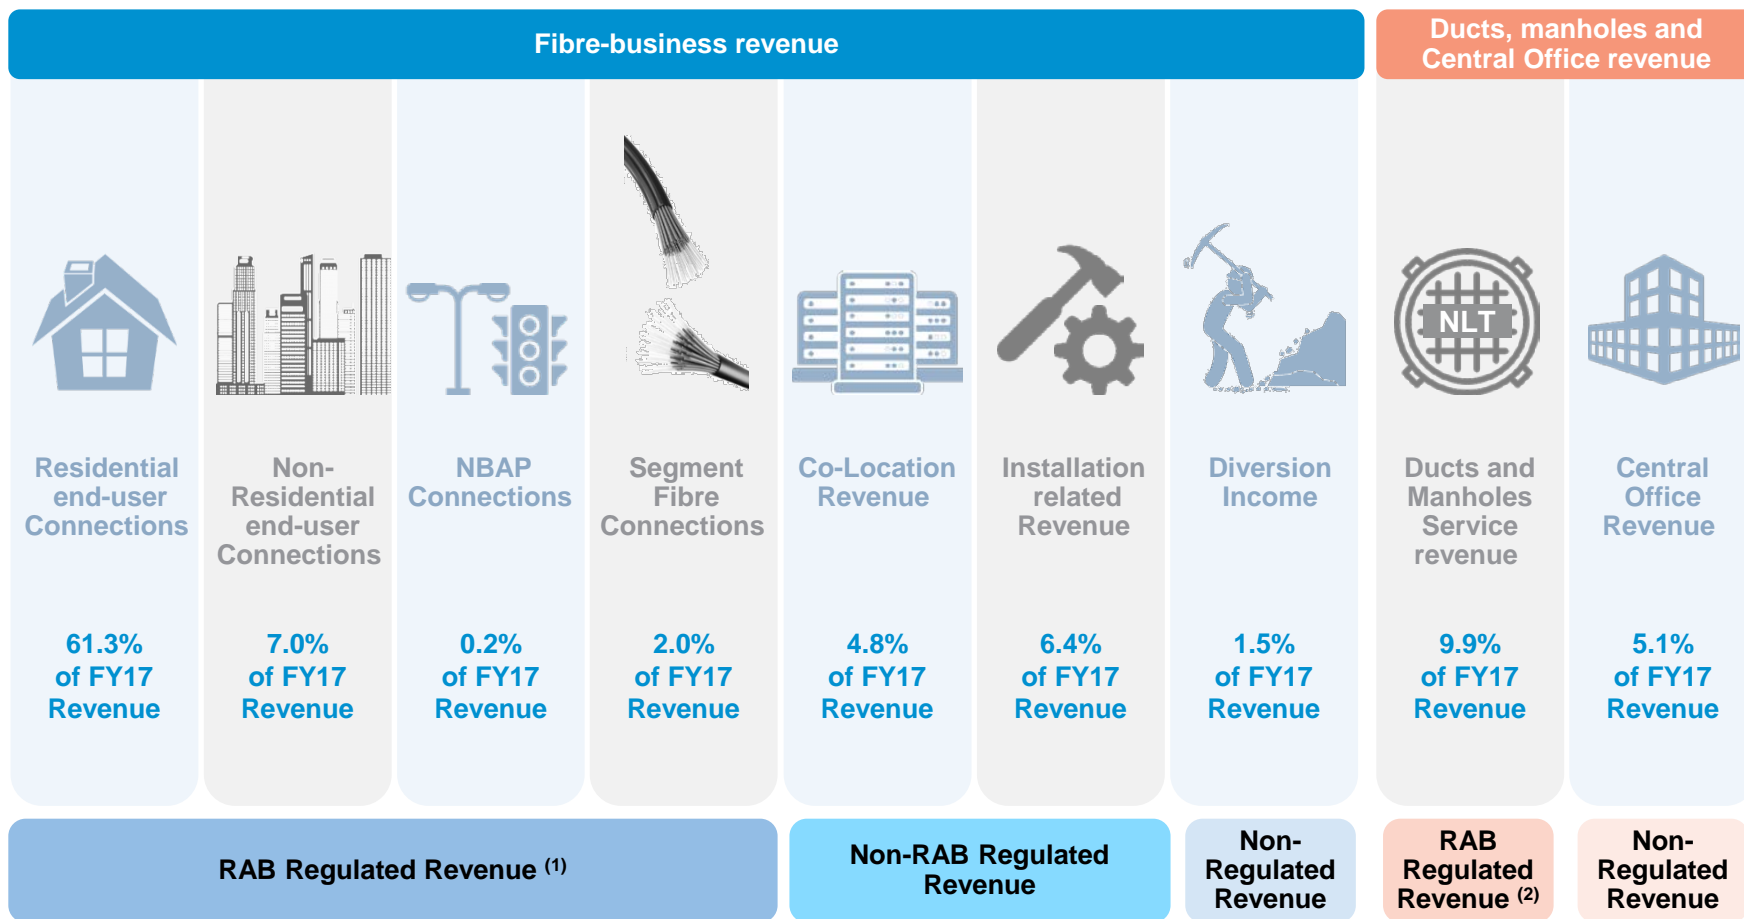 Fibre-business revenue
Ducts, manholes and
Central Office revenue
NLT
Residential
end-user
Connections
Non-
Residential
end-user
Connections
NBAP
Connections
Segment
Fibre
Connections
Co-Location
Revenue
Installation
related
Revenue
Diversion
Income
Ducts and
Manholes
Service
revenue
Central
Office
Revenue
61.3%
of FY17
Revenue
7.0%
of FY17
Revenue
0.2%
of FY17
Revenue
2.0%
of FY17
Revenue
4.8%
of FY17
Revenue
6.4%
of FY17
Revenue
1.5%
of FY17
Revenue
9.9%
of FY17
Revenue
5.1%
of FY17
Revenue
RAB Regulated Revenue (1)
Non-RAB Regulated
Revenue
Non-
Regulated
Revenue
RAB
Regulated
Revenue (2)
Non-
Regulated
Revenue